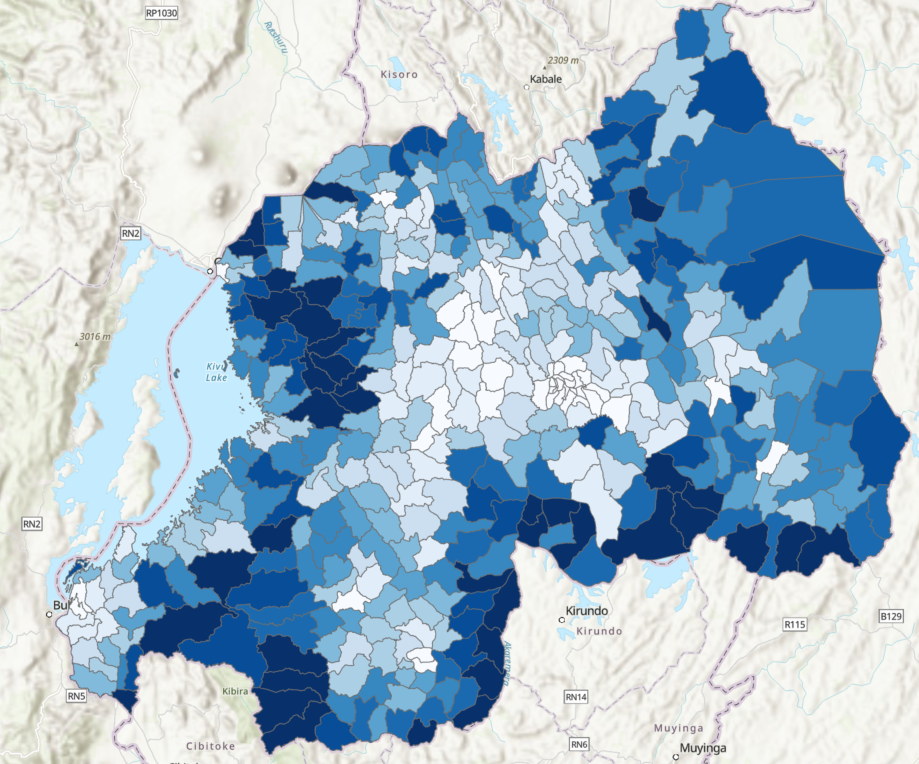 RP1030
Rutshuru
2309 m
Kisoro
Kabale
RN2
3016 m
Kivu
Lake
RN2
Kirundo
Kirundo
R115
B129
RN5
Kibira
RN14
Cibitoke
RN6
Muyinga
Muyinga